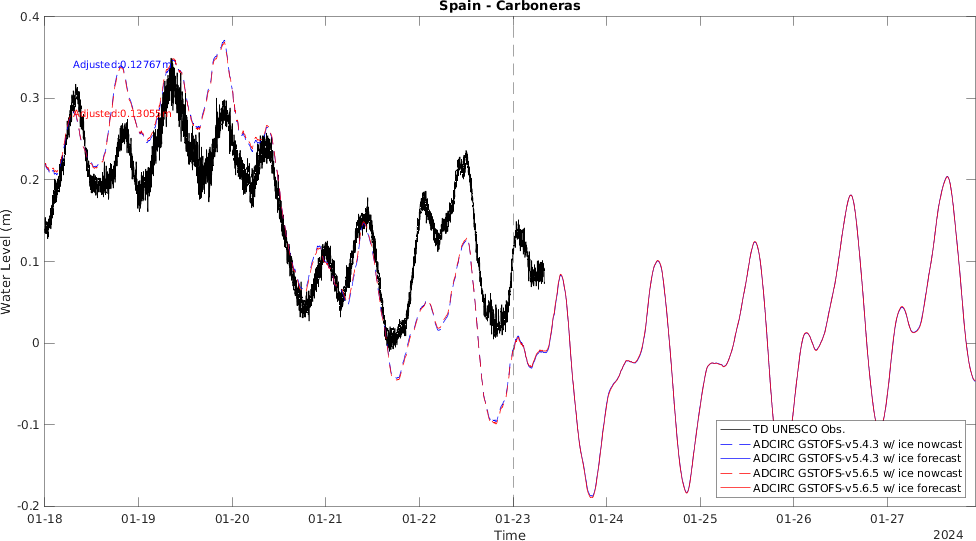 Spain - Carboneras
0.4
0.3
0.2
0.1
0
-0.1
-0.2
Water Level (m)
Adjusted:0.12767m
Adjusted:0.13055m
TD UNESCO Obs.
ADCIRC GSTOFS-v5.4.3 w/ ice nowcast
ADCIRC GSTOFS-v5.4.3 w/ ice forecast
ADCIRC GSTOFS-v5.6.5 w/ ice nowcast
ADCIRC GSTOFS-v5.6.5 w/ ice forecast
01-18 01-19 01-20 01-21 01-22 01-23 01-24 01-25 01-26 01-27
Time
2024